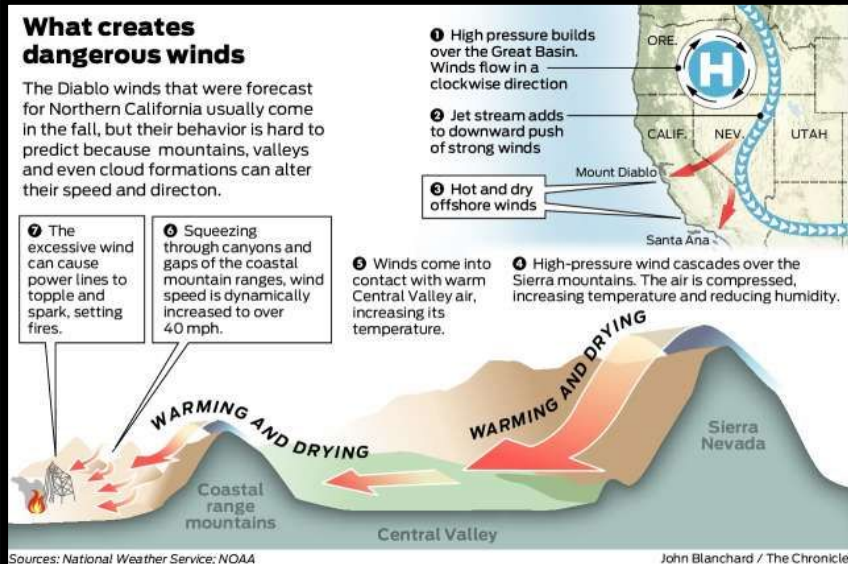 What creates
dangerous winds
The Diablo winds that were forecast
for Northern California usually come
in the fall, but their behavior is hard to
predict because mountains, valleys
and even cloud formations can alter
their speed and directon.
❶ High pressure builds
over the Great Basin.
Winds flow in a
clockwise direction
❷ Jet stream adds
to downward push
of strong winds
❸ Hot and dry
offshore winds
ORE.
H
CALIF.
NEV.
UTAH
Mount Diablo
Santa Ana
❹ High-pressure wind cascades over the
Sierra mountains. The air is compressed,
increasing temperature and reducing humidity.
❺ Winds come into
contact with warm
Central Valley air,
increasing its
temperature.
❻ Squeezing
through canyons and
gaps of the coastal
mountain ranges, wind
speed is dynamically
increased to over
40 mph.
❼ The
excessive wind
can cause
power lines to
topple and
spark, setting
fires.
WARMING AND DRYING
WARMING AND DRYING
Sierra
Nevada
Coastal
range
mountains
Central Valley
Sources: National Weather Service; NOAA
John Blanchard / The Chronicle